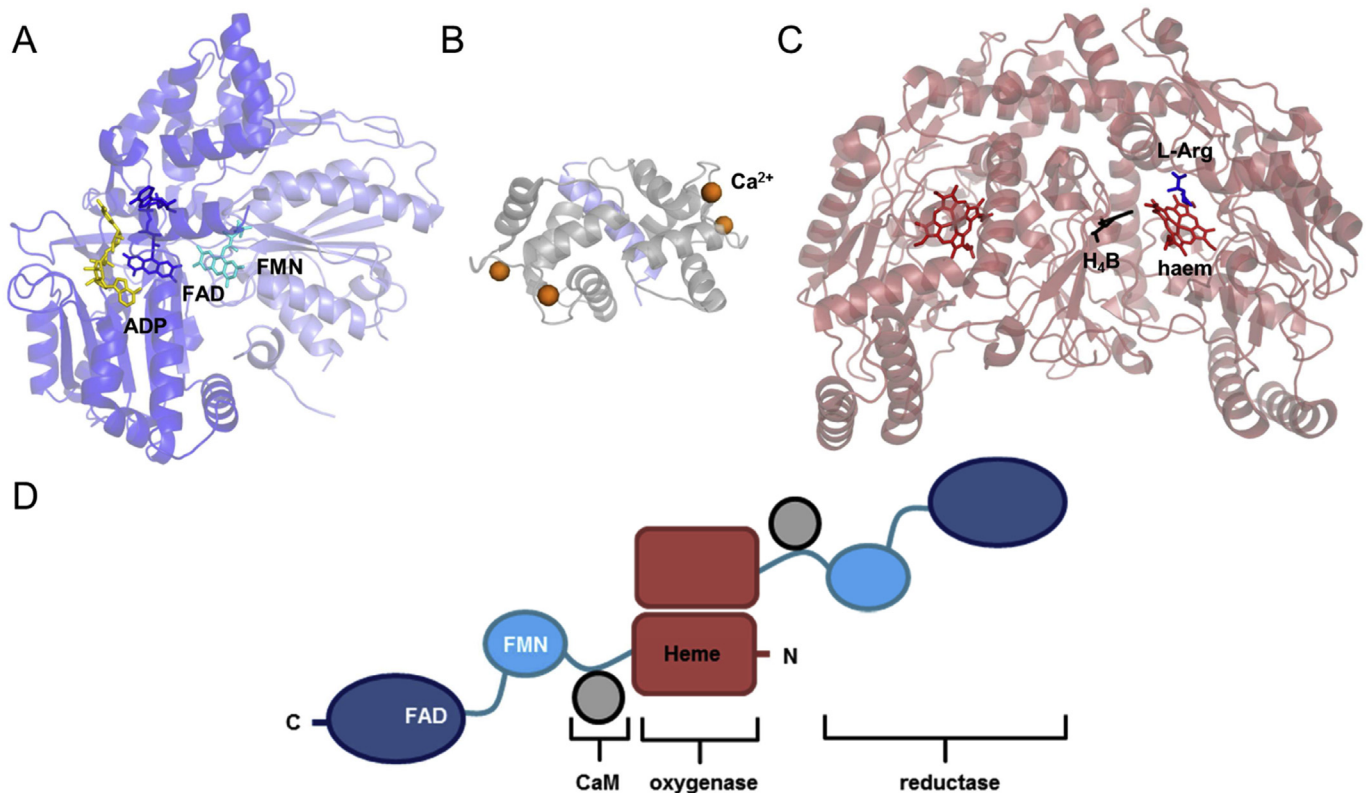 A
B
C
Ca²⁺
L-Arg
FMN
FAD
H₄B
haem
ADP
D
FMN
Heme
N
C
FAD
CaM
oxygenase
reductase